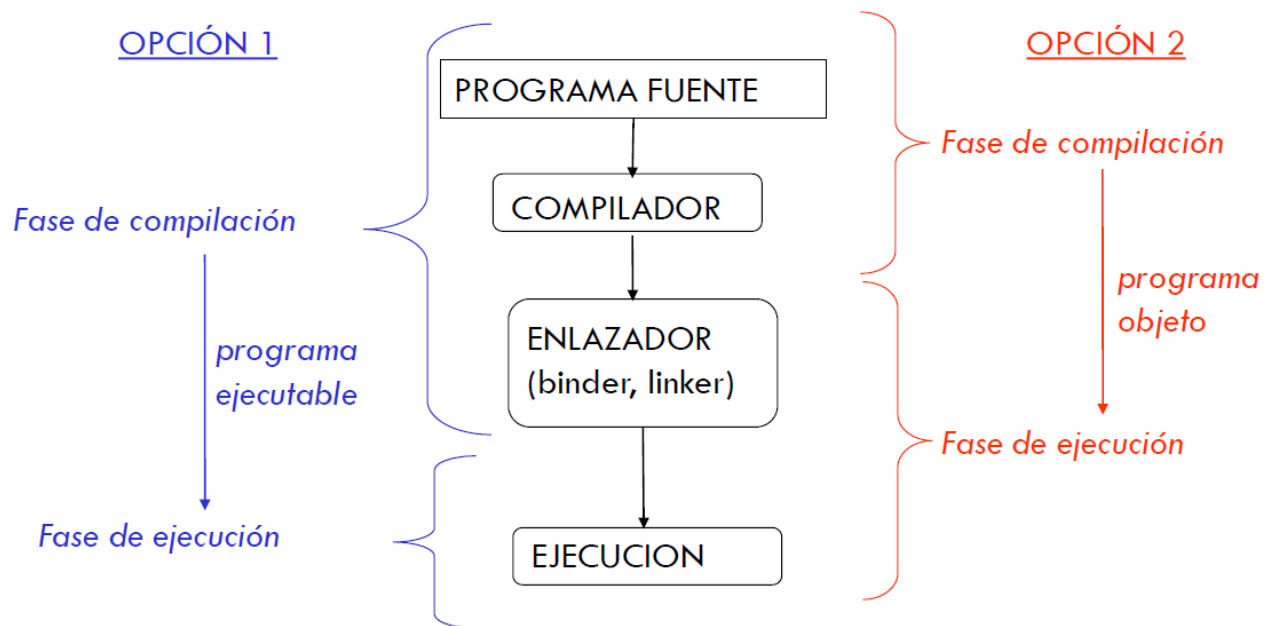 OPCIÓN 1
Fase de compilación
programa
ejecutable
Fase de ejecución
PROGRAMA FUENTE
COMPILADOR
ENLAZADOR
(binder, linker)
EJECUCION
OPCIÓN 2
Fase de compilación
programa
objeto
Fase de ejecución